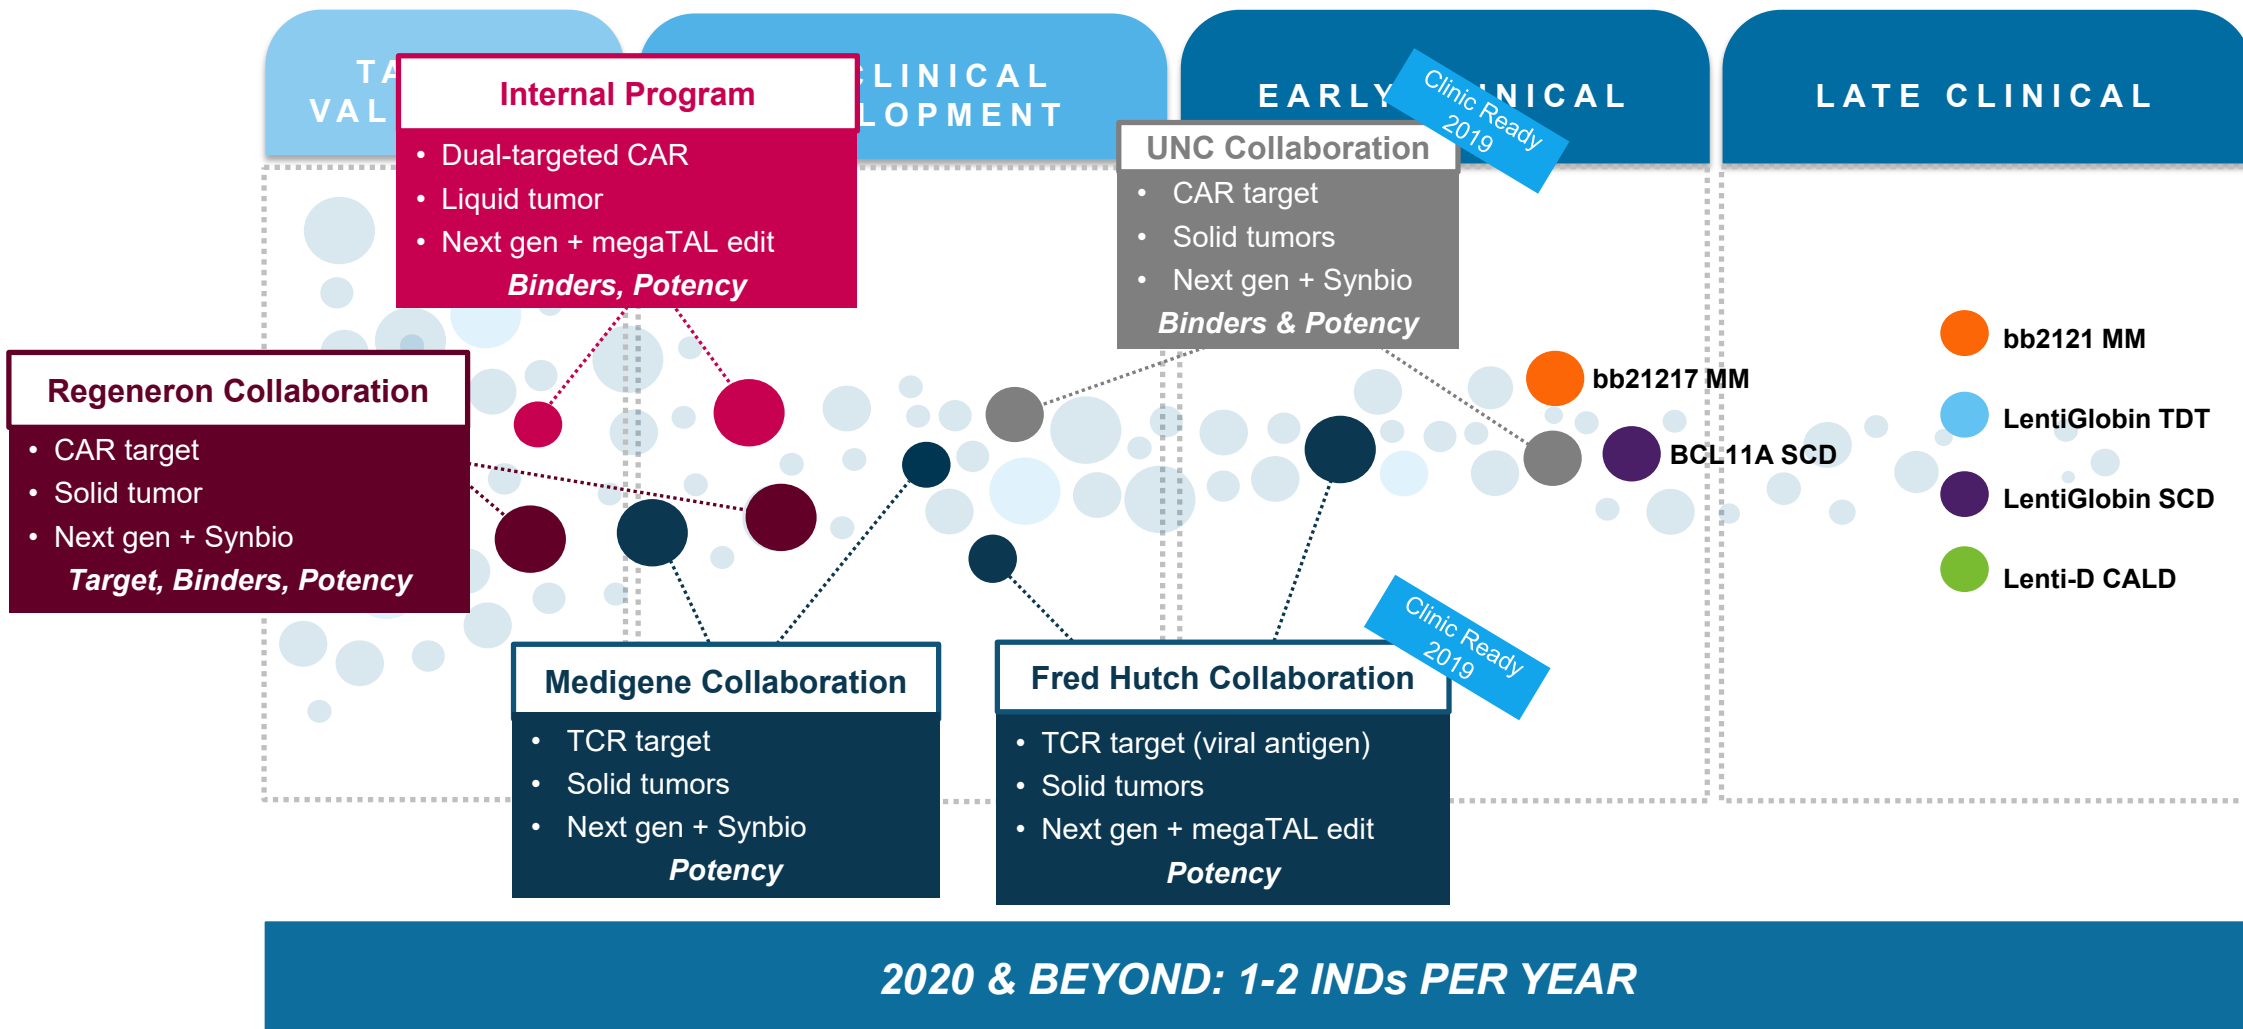 TA
VAL
CLINICAL
LOPMENT
EARLY
NICAL
LATE CLINICAL
Internal Program
• Dual-targeted CAR
• Liquid tumor
• Next gen + megaTAL edit
Binders, Potency
Clinic Ready
2019
UNC Collaboration
• CAR target
• Solid tumors
• Next gen + Synbio
Binders & Potency
Regeneron Collaboration
• CAR target
• Solid tumor
• Next gen + Synbio
Target, Binders, Potency
bb21217 MM
BCL11A SCD
bb2121 MM
LentiGlobin TDT
LentiGlobin SCD
Lenti-D CALD
Medigene Collaboration
• TCR target
• Solid tumors
• Next gen + Synbio
Potency
Fred Hutch Collaboration
• TCR target (viral antigen)
• Solid tumors
• Next gen + megaTAL edit
Potency
Clinic Ready
2019
2020 & BEYOND: 1-2 INDs PER YEAR